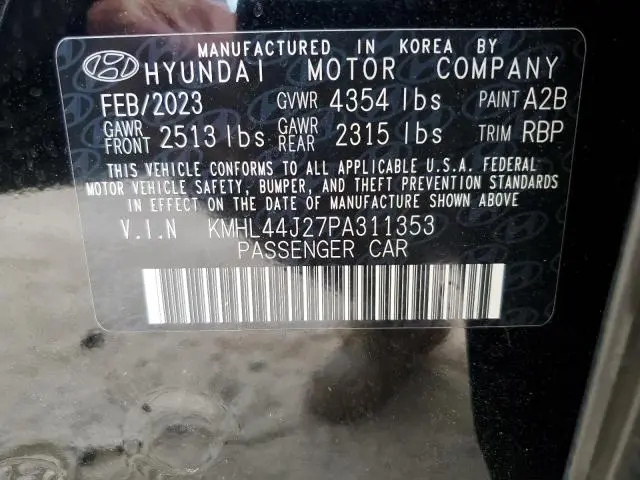 MANUFACTURED IN KOREA BY
HYUNDAI MOTOR COMPANY
FEB/2023 GVWR 4354 lbs PAINT A2B
GAWR FRONT 2513 lbs GAWR REAR 2315 lbs TRIM RBP
THIS VEHICLE CONFORMS TO ALL APPLICABLE U.S.A. FEDERAL
MOTOR VEHICLE SAFETY, BUMPER, AND THEFT PREVENTION STANDARDS
IN EFFECT ON THE DATE OF MANUFACTURE SHOWN ABOVE
V.I.N KMHL44J27PA311353
PASSENGER CAR